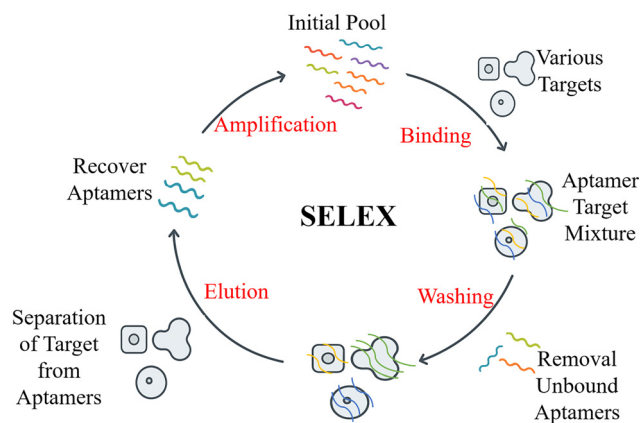 Initial Pool
Various
Targets
Amplification
Binding
Recover
Aptamers
SELEX
Aptamer
Target
Mixture
Elution
Washing
Separation
of Target
from
Aptamers
Removal
Unbound
Aptamers